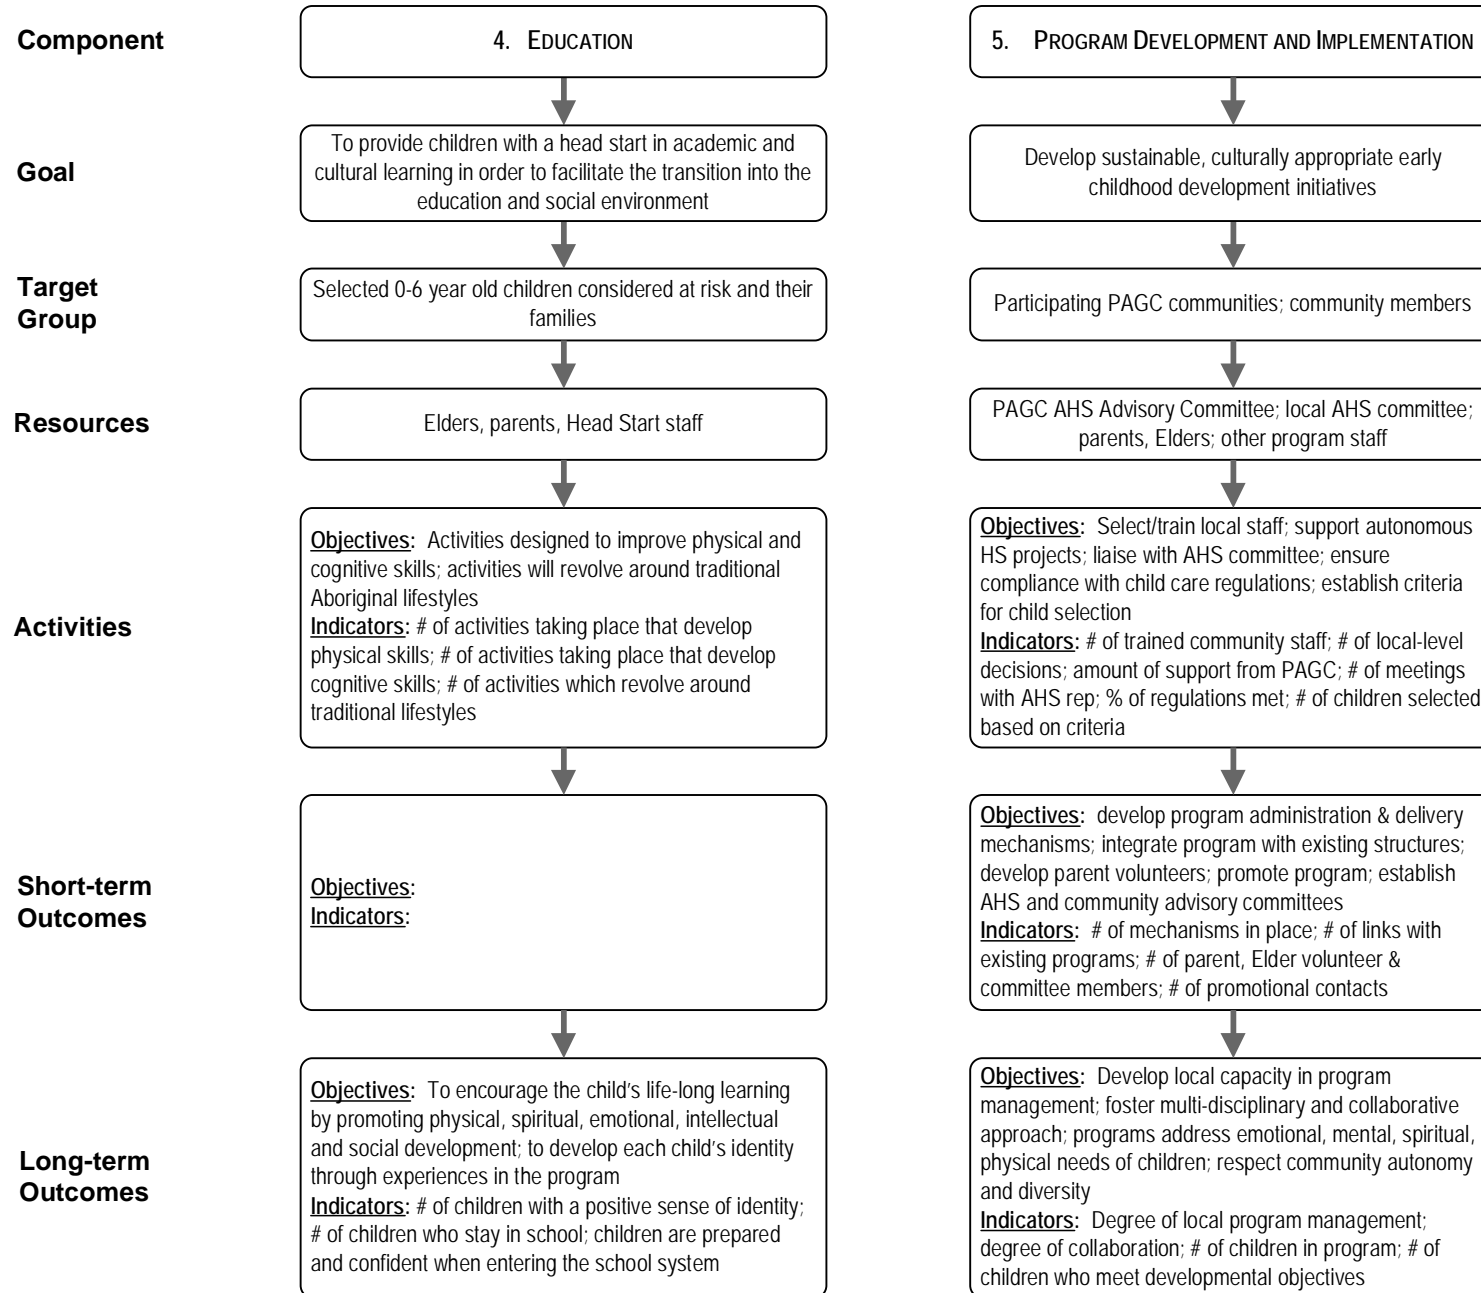 Component
4. EDUCATION
5. PROGRAM DEVELOPMENT AND IMPLEMENTATION
Goal
To provide children with a head start in academic and
cultural learning in order to facilitate the transition into the
education and social environment
Develop sustainable, culturally appropriate early
childhood development initiatives
Target
Group
Selected 0-6 year old children considered at risk and their
families
Participating PAGC communities; community members
Resources
Elders, parents, Head Start staff
PAGC AHS Advisory Committee; local AHS committee;
parents, Elders; other program staff
Activities
Objectives: Activities designed to improve physical and
cognitive skills; activities will revolve around traditional
Aboriginal lifestyles
Indicators: # of activities taking place that develop
physical skills; # of activities taking place that develop
cognitive skills; # of activities which revolve around
traditional lifestyles
Objectives: Select/train local staff; support autonomous
HS projects; liaise with AHS committee; ensure
compliance with child care regulations; establish criteria
for child selection
Indicators: # of trained community staff; # of local-level
decisions; amount of support from PAGC; # of meetings
with AHS rep; % of regulations met; # of children selected
based on criteria
Short-term
Outcomes
Objectives:
Indicators:
Objectives: develop program administration & delivery
mechanisms; integrate program with existing structures;
develop parent volunteers; promote program; establish
AHS and community advisory committees
Indicators: # of mechanisms in place; # of links with
existing programs; # of parent, Elder volunteer &
committee members; # of promotional contacts
Long-term
Outcomes
Objectives: To encourage the child's life-long learning
by promoting physical, spiritual, emotional, intellectual
and social development; to develop each child's identity
through experiences in the program
Indicators: # of children with a positive sense of identity;
# of children who stay in school; children are prepared
and confident when entering the school system
Objectives: Develop local capacity in program
management; foster multi-disciplinary and collaborative
approach; programs address emotional, mental, spiritual,
physical needs of children; respect community autonomy
and diversity
Indicators: Degree of local program management;
degree of collaboration; # of children in program; # of
children who meet developmental objectives